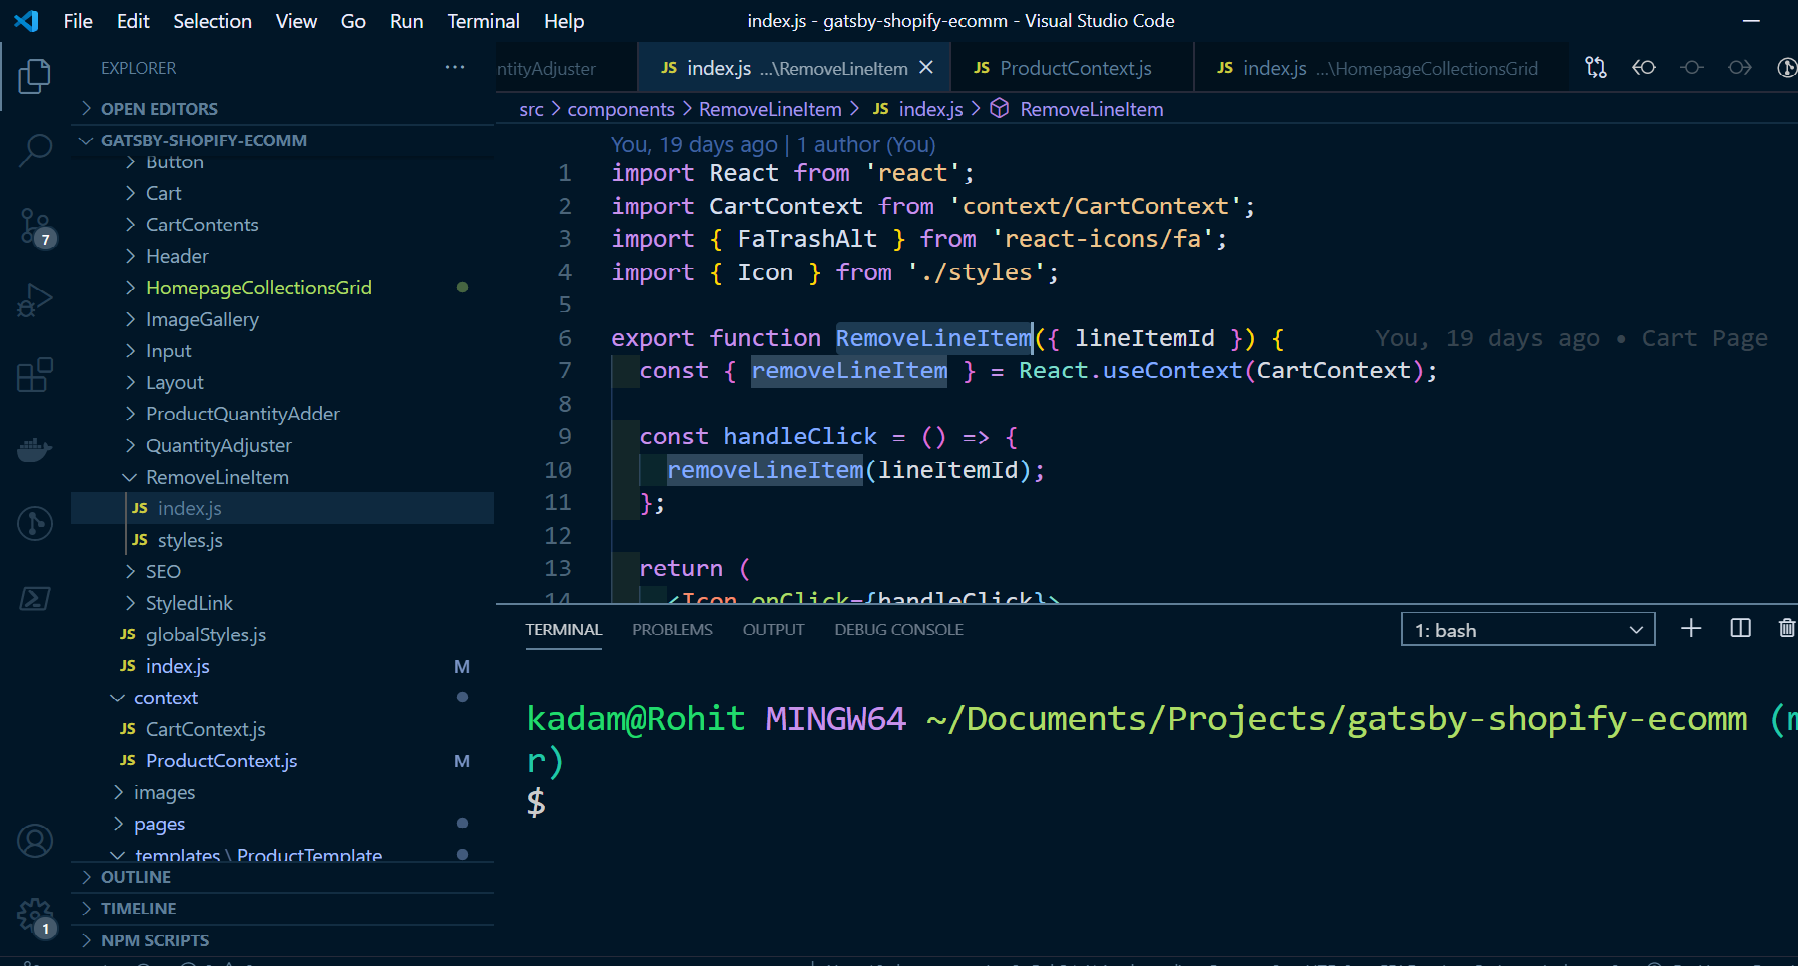 File Edit Selection View Go Run Terminal Help
index.js - gatsby-shopify-ecomm - Visual Studio Code
EXPLORER
OPEN EDITORS
GATSBY-SHOPIFY-ECOMM
Button
Cart
CartContents
Header
HomepageCollectionsGrid
ImageGallery
Input
Layout
ProductQuantityAdder
QuantityAdjuster
RemoveLineItem
JS index.js
JS styles.js
SEO
StyledLink
JS globalStyles.js
JS index.js M
context
JS CartContext.js
JS ProductContext.js M
images
pages
templates \ ProductTemplate
OUTLINE
TIMELINE
NPM SCRIPTS
7
1
ntityAdjuster JS index.js ...\RemoveLineItem JS ProductContext.js JS index.js ...\HomepageCollectionsGrid
src > components > RemoveLineItem > JS index.js > RemoveLineItem
You, 19 days ago | 1 author (You)
1 import React from 'react';
2 import CartContext from 'context/CartContext';
3 import { FaTrashAlt } from 'react-icons/fa';
4 import { Icon } from './styles';
5
6 export function RemoveLineItem({ lineItemId }) { You, 19 days ago • Cart Page
7 const { removeLineItem } = React.useContext(CartContext);
8
9 const handleClick = () => {
10 removeLineItem(lineItemId);
11 };
12
13 return (
14 <Icon onClick={handleClick}>
TERMINAL PROBLEMS OUTPUT DEBUG CONSOLE 1: bash
kadam@Rohit MINGW64 ~/Documents/Projects/gatsby-shopify-ecomm (m
r)
$